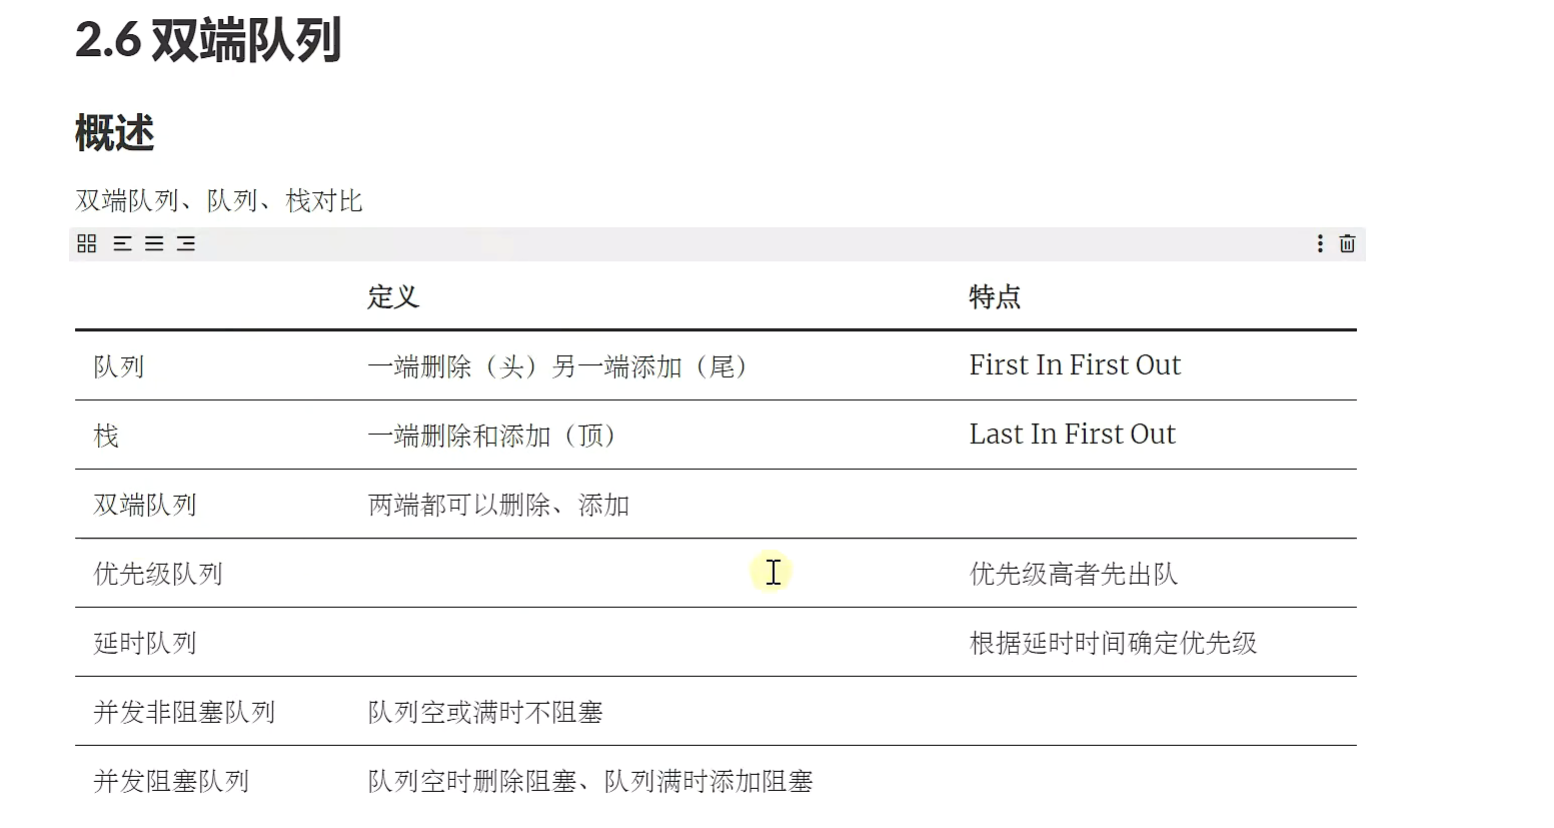 2.6 双端队列
概述
双端队列、队列、栈对比
定义 特点
队列 一端删除（头）另一端添加（尾） First In First Out
栈 一端删除和添加（顶） Last In First Out
双端队列 两端都可以删除、添加
优先级队列 优先级高者先出队
延时队列 根据延时时间确定优先级
并发非阻塞队列 队列空或满时不阻塞
并发阻塞队列 队列空时删除阻塞、队列满时添加阻塞